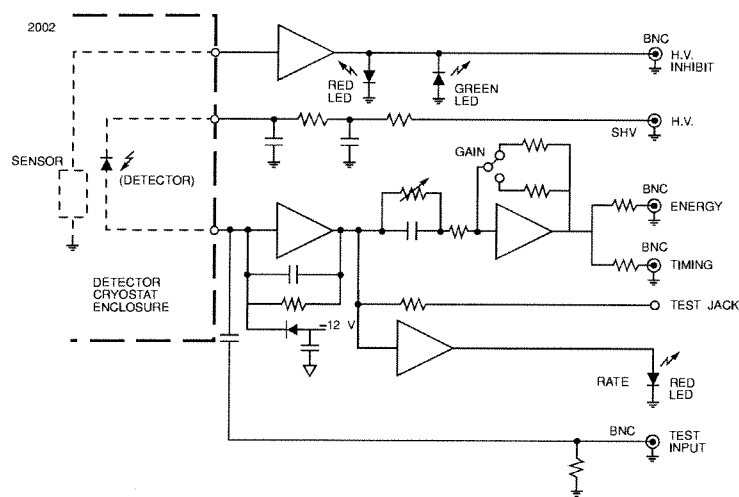 2002
BNC
H.V.
INHIBIT
RED
LED
GREEN
LED
SHV
H.V.
SENSOR
(DETECTOR)
GAIN
BNC
ENERGY
BNC
TIMING
DETECTOR
CRYOSTAT
ENCLOSURE
-12 V
TEST JACK
RATE
RED
LED
BNC
TEST
INPUT